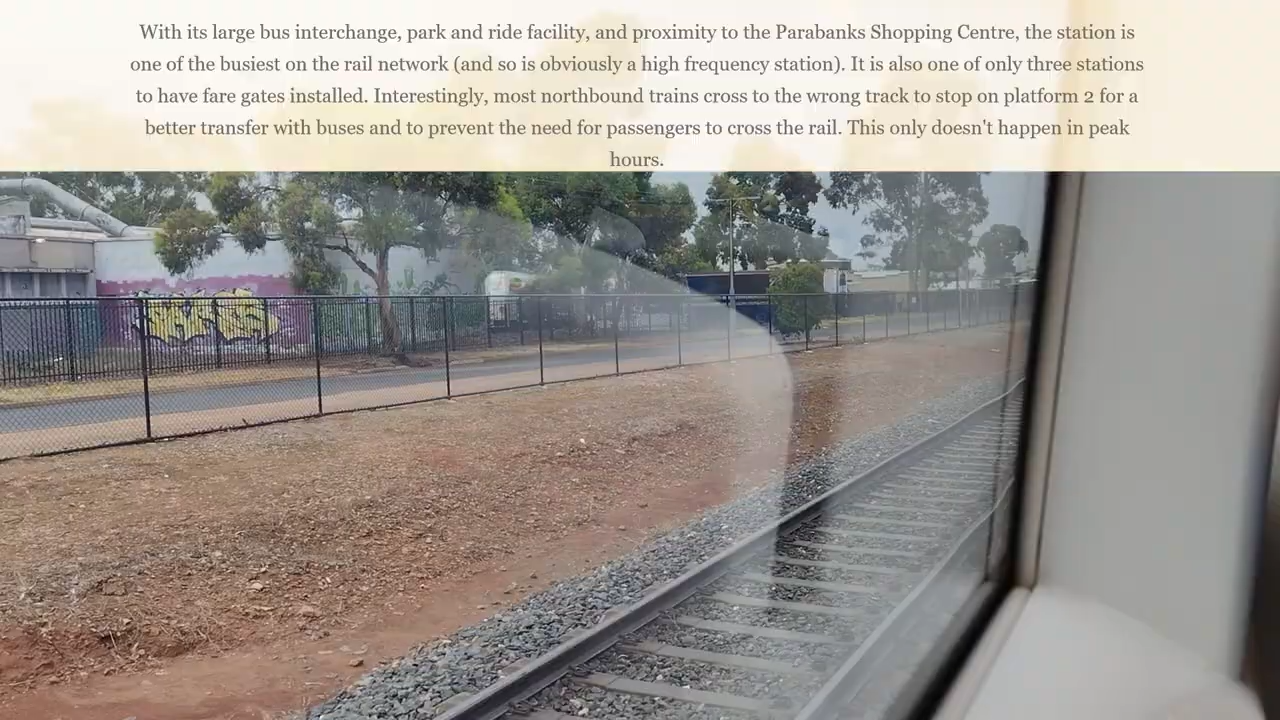 With its large bus interchange, park and ride facility, and proximity to the Parabanks Shopping Centre, the station is
one of the busiest on the rail network (and so is obviously a high frequency station). It is also one of only three stations
to have fare gates installed. Interestingly, most northbound trains cross to the wrong track to stop on platform 2 for a
better transfer with buses and to prevent the need for passengers to cross the rail. This only doesn't happen in peak
hours.